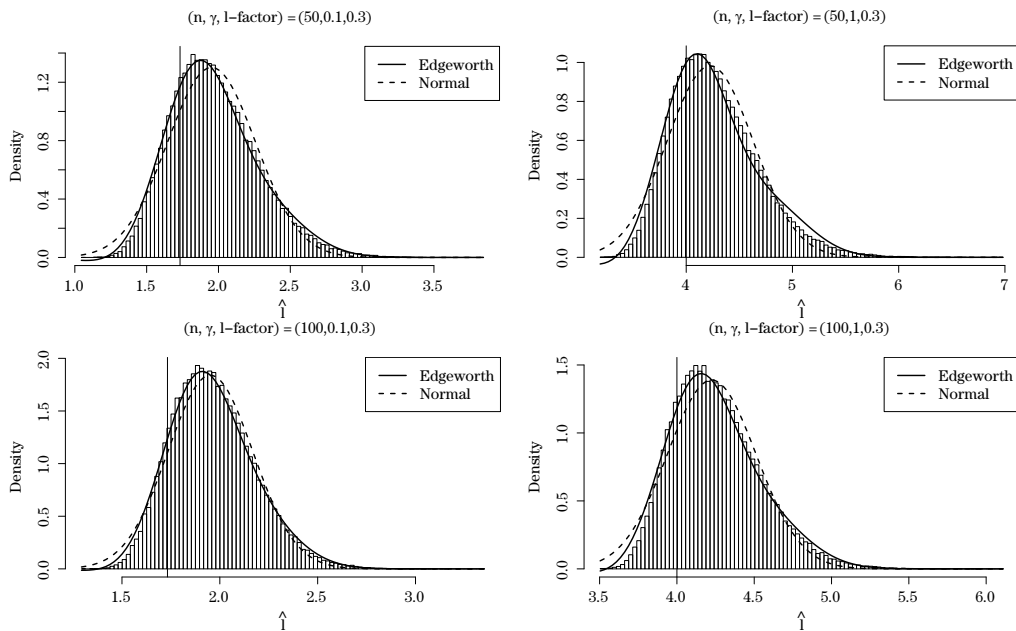 (n, γ, l−factor) = (50,0.1,0.3)
Edgeworth
Normal
Density
0.0 0.4 0.8 1.2
1.0 1.5 2.0 2.5 3.0 3.5
l̂
(n, γ, l−factor) = (50,1,0.3)
Edgeworth
Normal
Density
0.0 0.2 0.4 0.6 0.8 1.0
4 5 6 7
l̂
(n, γ, l−factor) = (100,0.1,0.3)
Edgeworth
Normal
Density
0.0 0.5 1.0 1.5 2.0
1.5 2.0 2.5 3.0
l̂
(n, γ, l−factor) = (100,1,0.3)
Edgeworth
Normal
Density
0.0 0.5 1.0 1.5
3.5 4.0 4.5 5.0 5.5 6.0
l̂